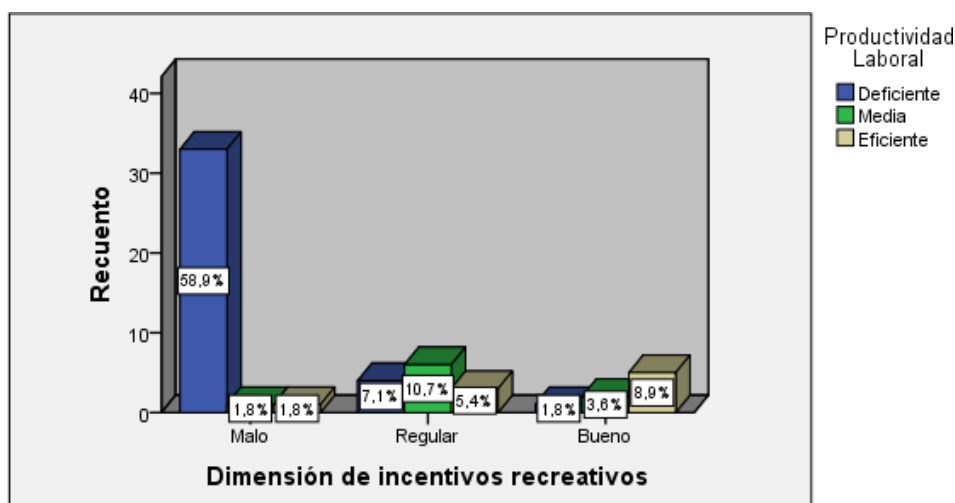 Productividad
Laboral
Deficiente
Media
Eficiente
Recuento
40
30
20
10
0
58,9%
1,8%
1,8%
7,1%
10,7%
5,4%
1,8%
3,6%
8,9%
Malo
Regular
Bueno
Dimensión de incentivos recreativos